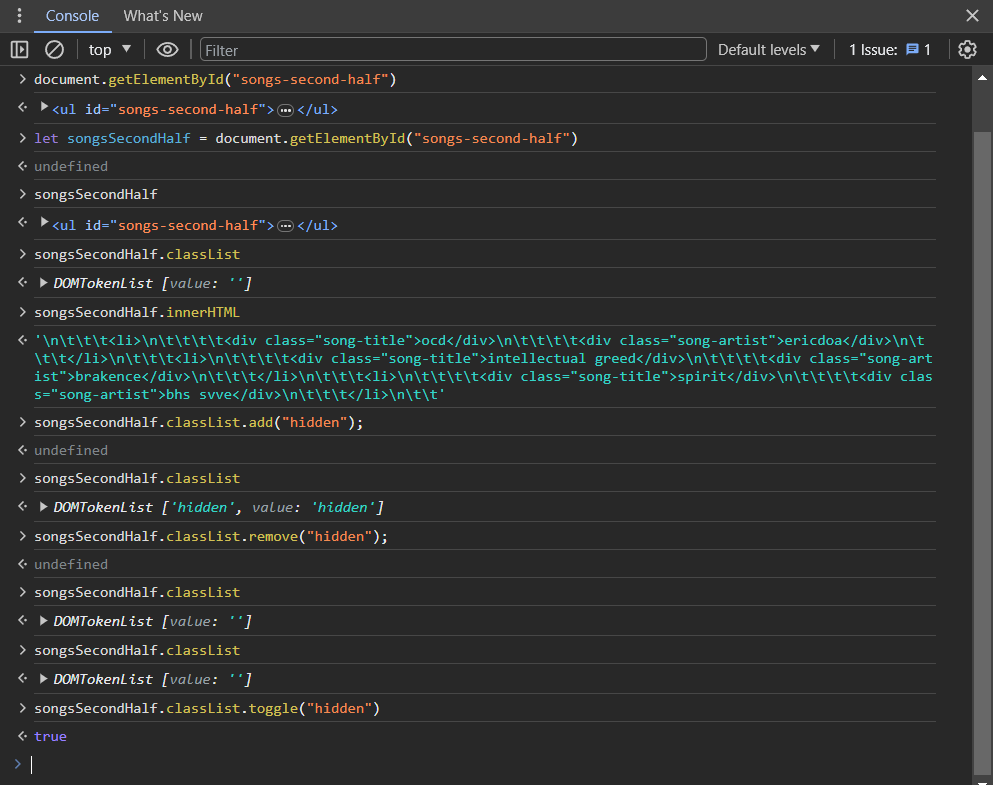 Console What's New
top Filter Default levels 1 Issue: 1
document.getElementById("songs-second-half")
<ul id="songs-second-half">…</ul>
let songsSecondHalf = document.getElementById("songs-second-half")
undefined
songsSecondHalf
<ul id="songs-second-half">…</ul>
songsSecondHalf.classList
DOMTokenList [value: '']
songsSecondHalf.innerHTML
'\n\t\t\t<li>\n\t\t\t\t<div class="song-title">ocd</div>\n\t\t\t\t<div class="song-artist">ericdoa</div>\n\t
\t\t</li>\n\t\t\t<li>\n\t\t\t\t<div class="song-title">intellectual greed</div>\n\t\t\t\t<div class="song-art
ist">brakence</div>\n\t\t\t</li>\n\t\t\t<li>\n\t\t\t\t<div class="song-title">spirit</div>\n\t\t\t\t<div clas
s="song-artist">bhs svve</div>\n\t\t\t</li>\n\t\t'
songsSecondHalf.classList.add("hidden");
undefined
songsSecondHalf.classList
DOMTokenList ['hidden', value: 'hidden']
songsSecondHalf.classList.remove("hidden");
undefined
songsSecondHalf.classList
DOMTokenList [value: '']
songsSecondHalf.classList
DOMTokenList [value: '']
songsSecondHalf.classList.toggle("hidden")
true